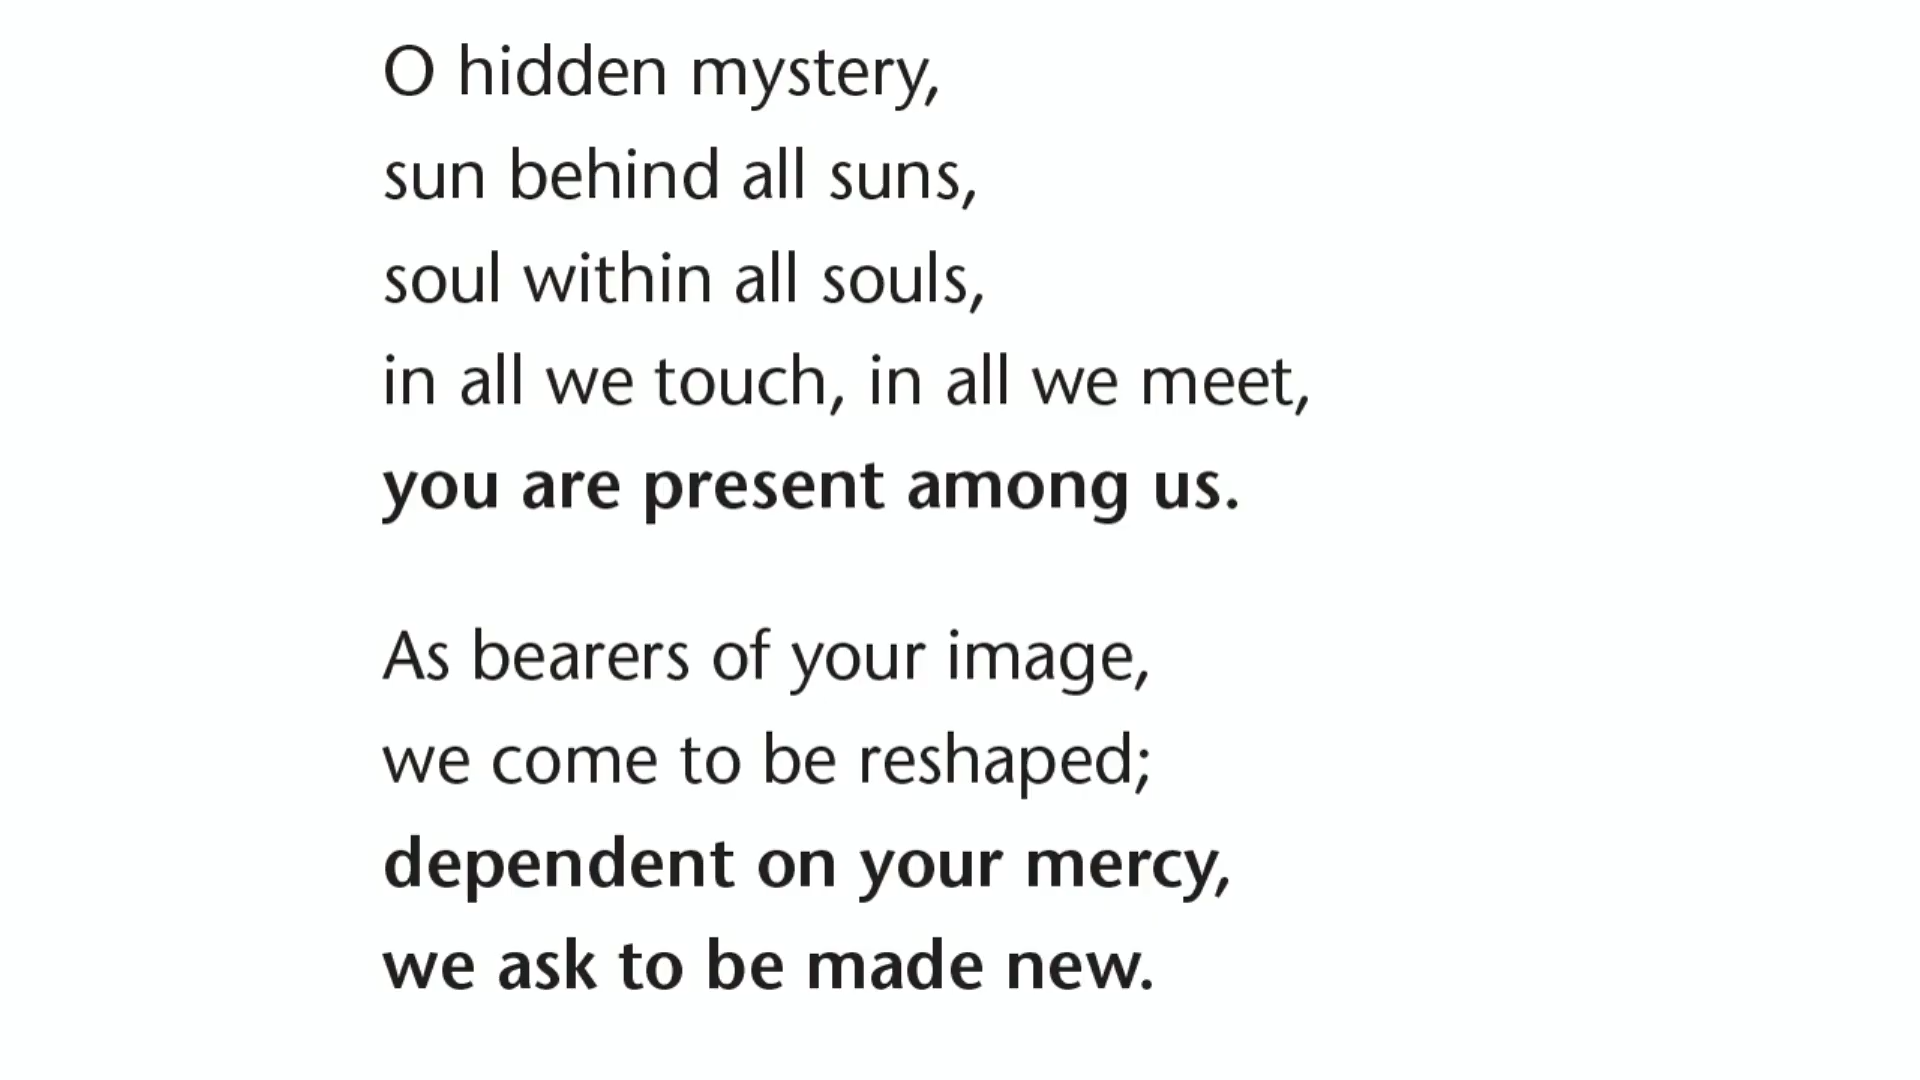 O hidden mystery,
sun behind all suns,
soul within all souls,
in all we touch, in all we meet,
you are present among us.
As bearers of your image,
we come to be reshaped;
dependent on your mercy,
we ask to be made new.